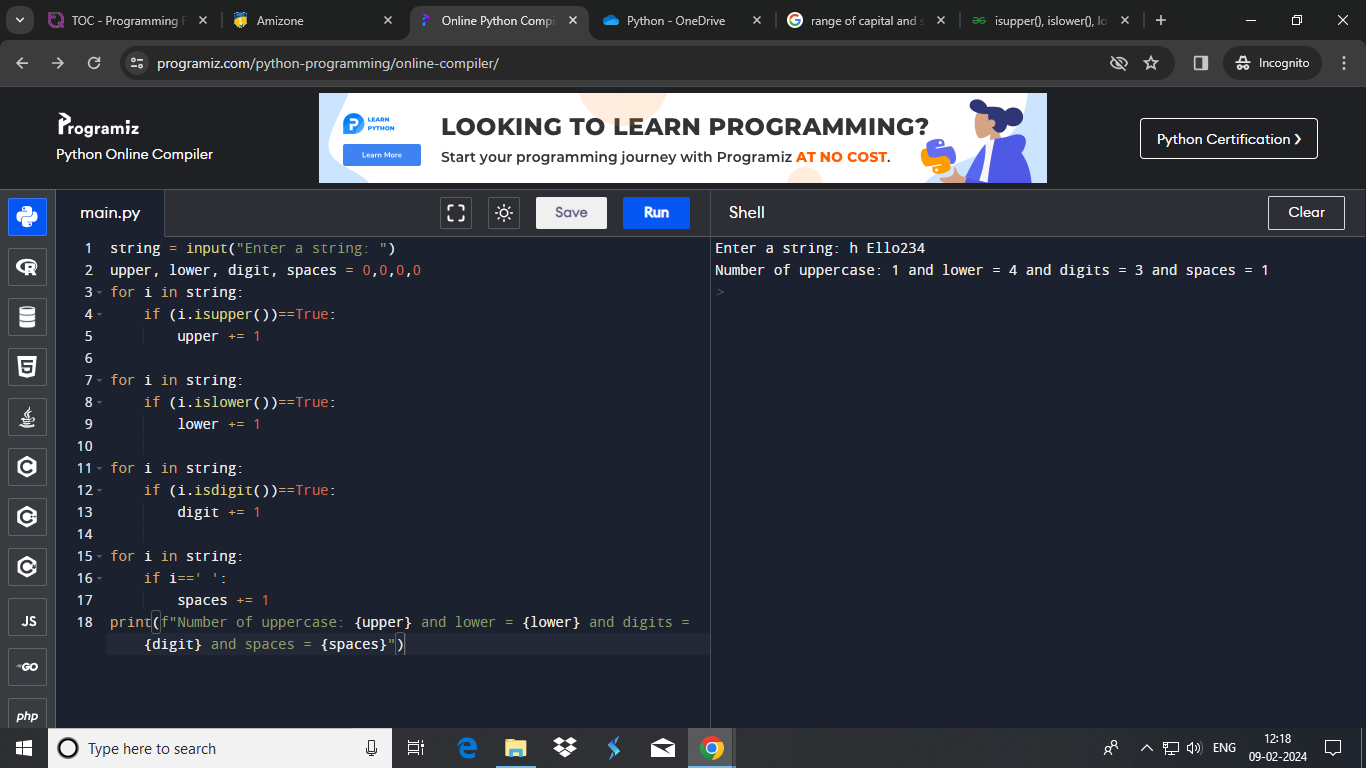 TOC - Programming
Amizone
Online Python Compi
Python - OneDrive
range of capital and s
isupper(), islower(), lo
programiz.com/python-programming/online-compiler/
Incognito
Programiz
Python Online Compiler
LEARN
PYTHON
Learn More
LOOKING TO LEARN PROGRAMMING?
Start your programming journey with Programiz AT NO COST.
Python Certification
main.py
Save
Run
Shell
Clear
1 string = input("Enter a string: ")
2 upper, lower, digit, spaces = 0,0,0,0
3 for i in string:
4 if (i.isupper())==True:
5 upper += 1
6
7 for i in string:
8 if (i.islower())==True:
9 lower += 1
10
11 for i in string:
12 if (i.isdigit())==True:
13 digit += 1
14
15 for i in string:
16 if i==' ':
17 spaces += 1
18 print(f"Number of uppercase: {upper} and lower = {lower} and digits =
{digit} and spaces = {spaces}")
Enter a string: h Ello234
Number of uppercase: 1 and lower = 4 and digits = 3 and spaces = 1
>
JS
GO
php
Type here to search
ENG
12:18
09-02-2024